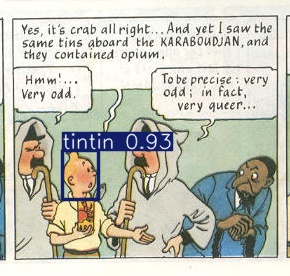 Yes, it's crab all right... And yet I saw the
same tins aboard the KARABOUDJAN, and
they contained opium.
Hmm!...
Very odd.
To be precise: very
odd; in fact,
very queer...
tintin 0.93